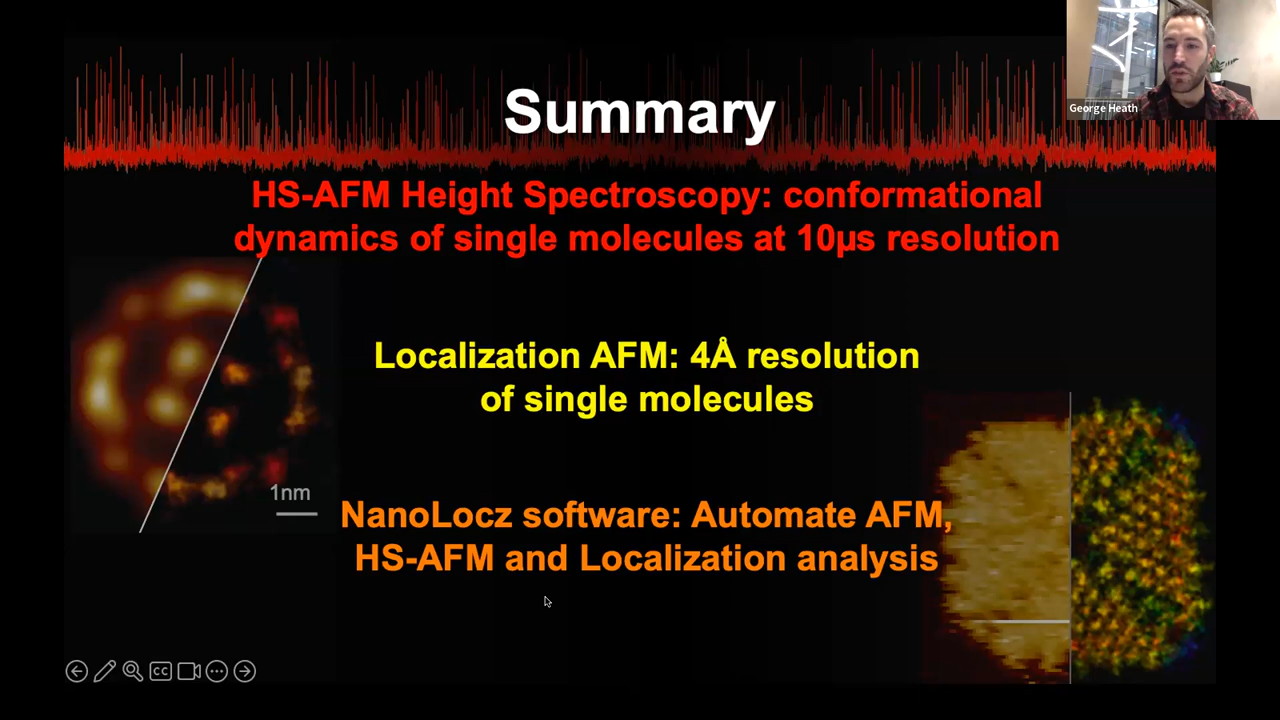 George Heath
Summary
HS-AFM Height Spectroscopy: conformational
dynamics of single molecules at 10µs resolution
Localization AFM: 4Å resolution
of single molecules
1nm
NanoLocz software: Automate AFM,
HS-AFM and Localization analysis
CC